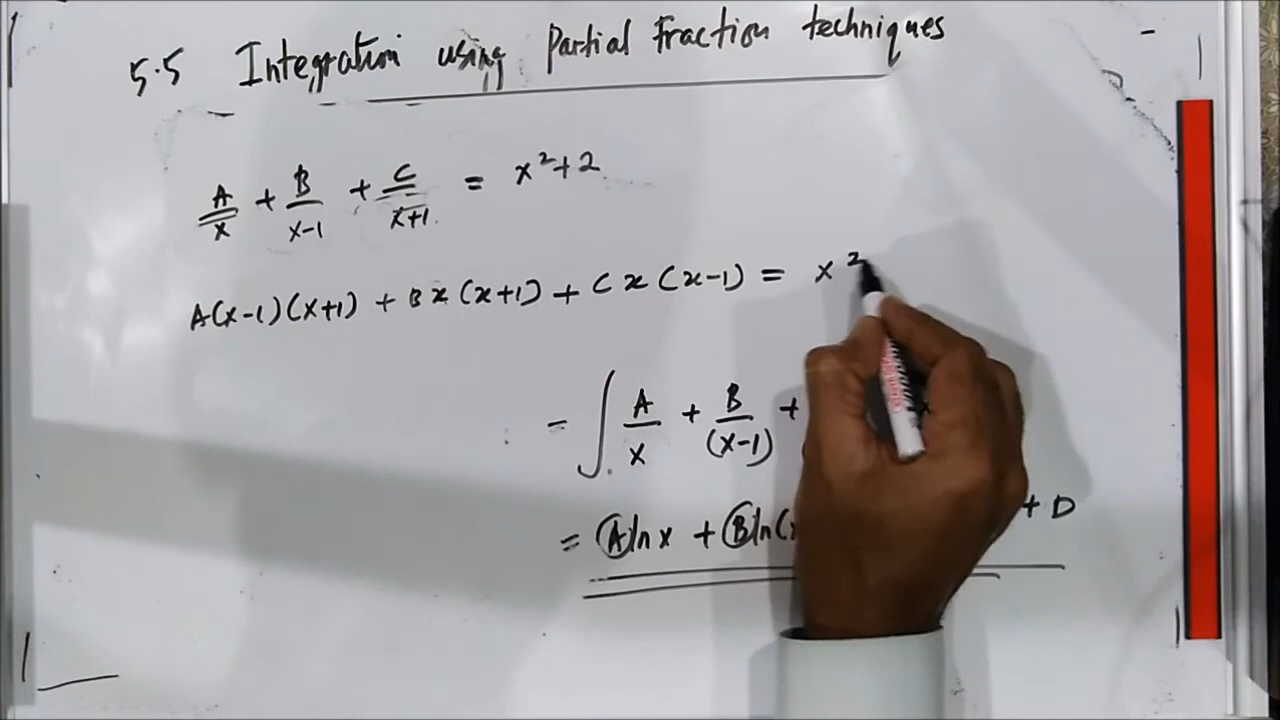 5.5 Integration using Partial Fraction techniques
A/x + B/x-1 + C/x+1 = x²+2
A(x-1)(x+1) + Bx(x+1) + Cx(x-1) = x²
= ∫ A/x + B/(x-1) +
= A ln x + B ln(x + D